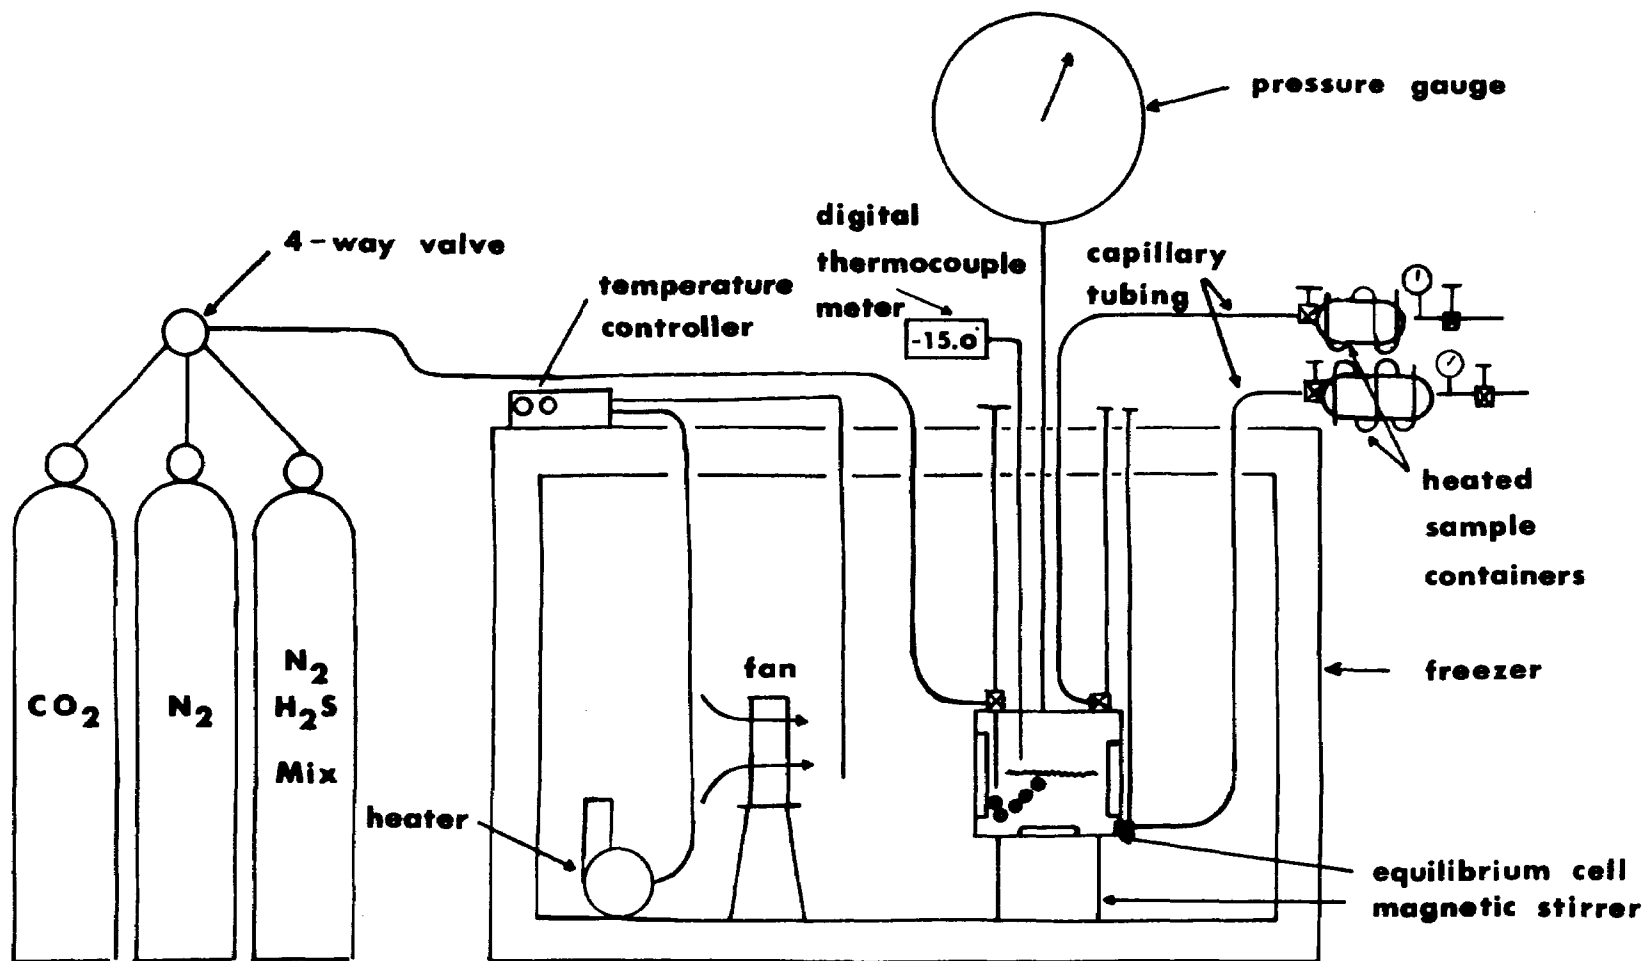 pressure gauge
digital
thermocouple
meter
4-way valve
capillary
tubing
temperature
controller
-15.0°
heated
sample
containers
freezer
fan
CO2
N2
N2
H2S
Mix
heater
equilibrium cell
magnetic stirrer